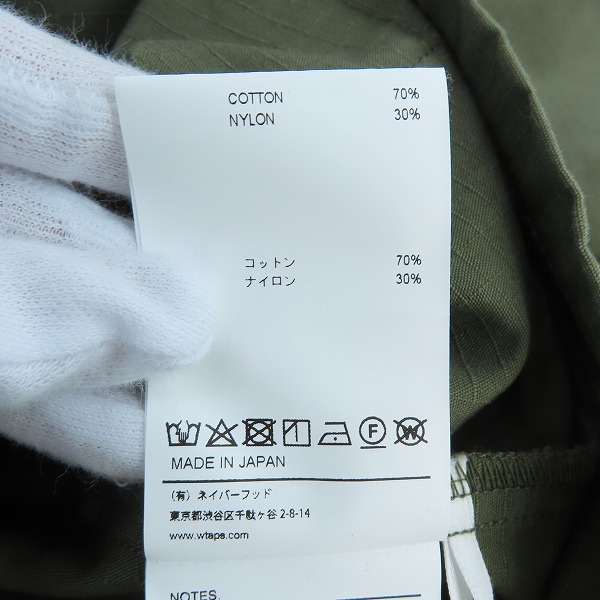 COTTON 70%
NYLON 30%
コットン 70%
ナイロン 30%
F W
MADE IN JAPAN
(有) ネイバーフッド
東京都渋谷区千駄ヶ谷 2-8-14
www.wtaps.com
NOTES.